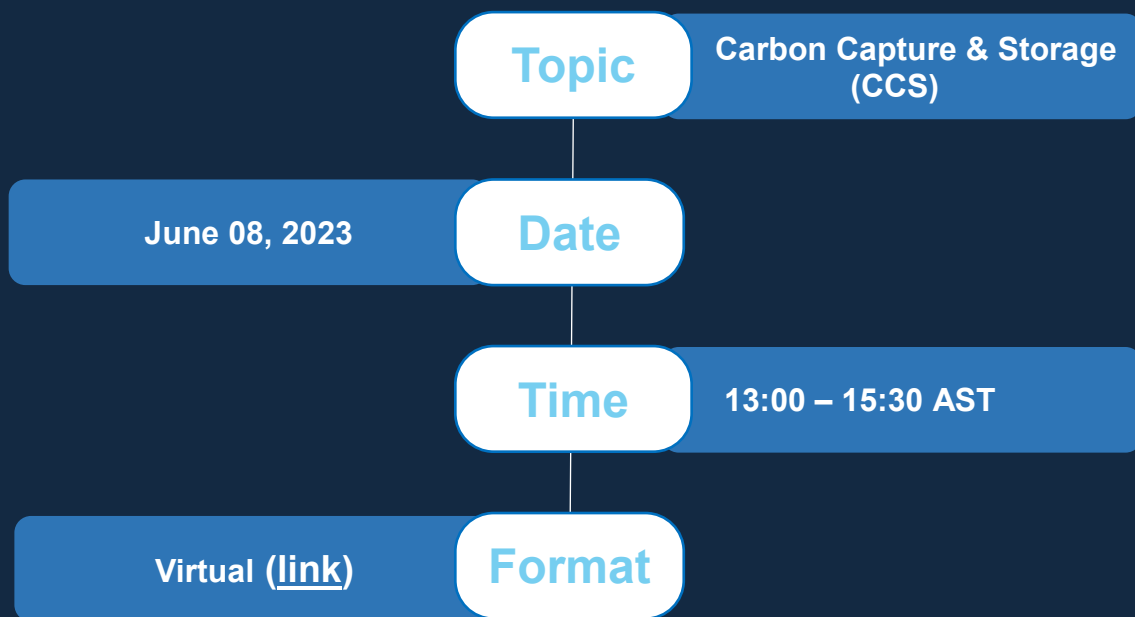 Topic
Carbon Capture & Storage
(CCS)
June 08, 2023
Date
Time
13:00 – 15:30 AST
Virtual (link)
Format